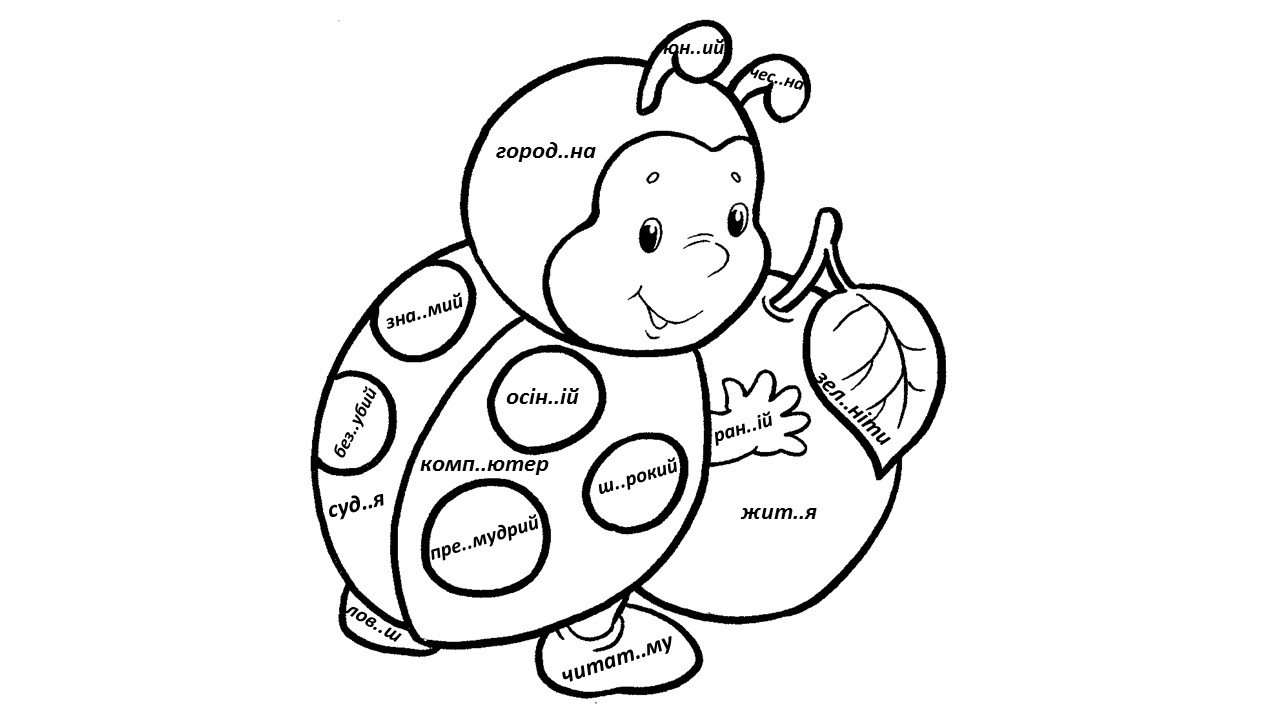 юн..ий
чес..на
город..на
зна..мий
без..убий
осін..ій
зел..ніти
ран..ій
комп..ютер
ш..рокий
суд..я
жит..я
пре..мудрий
лов..ш
читат..му